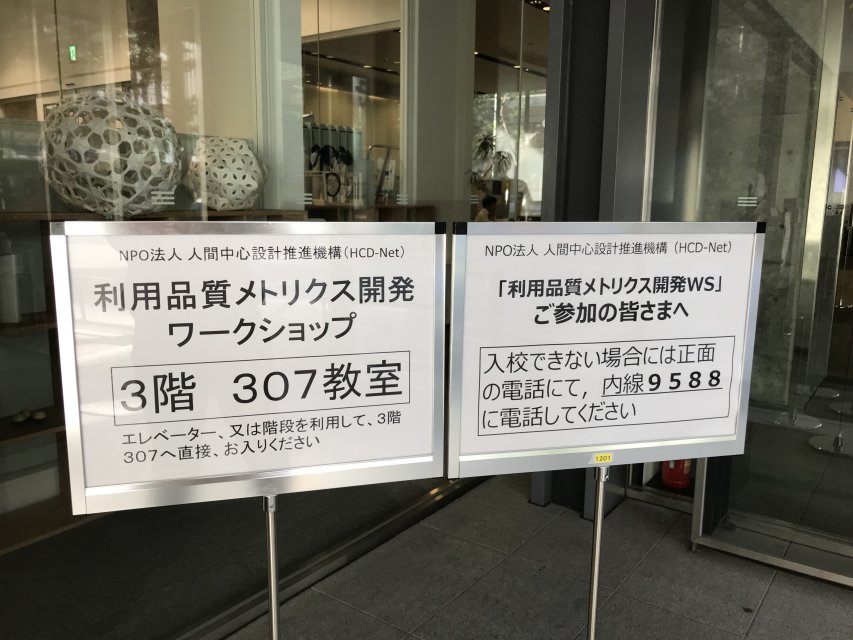 NPO法人 人間中心設計推進機構(HCD-Net)
利用品質メトリクス開発
ワークショップ
3階 307教室
エレベーター、又は階段を利用して、3階
307へ直接、お入りください
NPO法人 人間中心設計推進機構(HCD-Net)
「利用品質メトリクス開発WS」
ご参加の皆さまへ
入校できない場合には正面
の電話にて,内線9588
に電話してください
1201